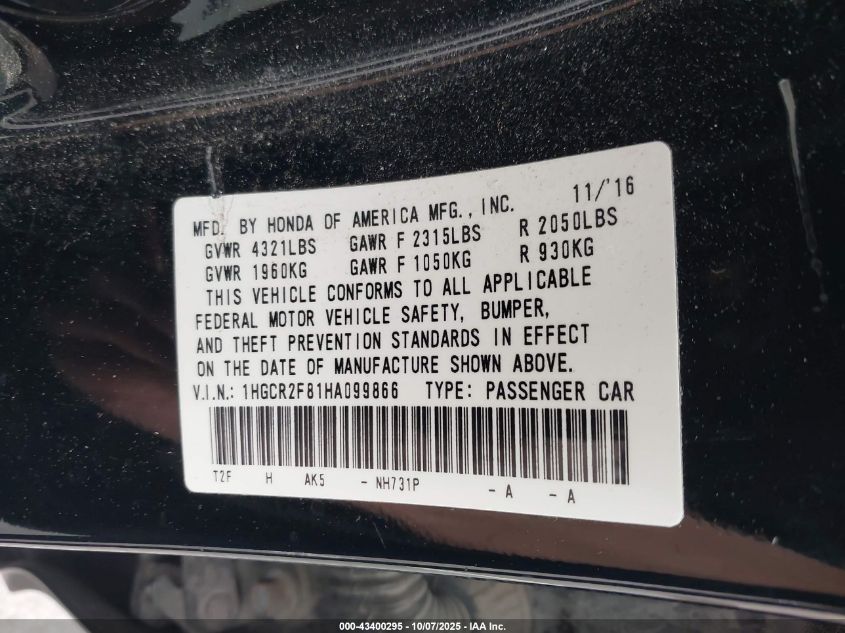 MFD. BY HONDA OF AMERICA MFG., INC. 11/'16
GVWR 4321LBS GAWR F 2315LBS R 2050LBS
GVWR 1960KG GAWR F 1050KG R 930KG
THIS VEHICLE CONFORMS TO ALL APPLICABLE
FEDERAL MOTOR VEHICLE SAFETY, BUMPER,
AND THEFT PREVENTION STANDARDS IN EFFECT
ON THE DATE OF MANUFACTURE SHOWN ABOVE.
V.I.N.: 1HGCR2F81HA099866 TYPE: PASSENGER CAR
T2F H AK5 - NH731P - A - A
000-43400295 - 10/07/2025 - IAA Inc.